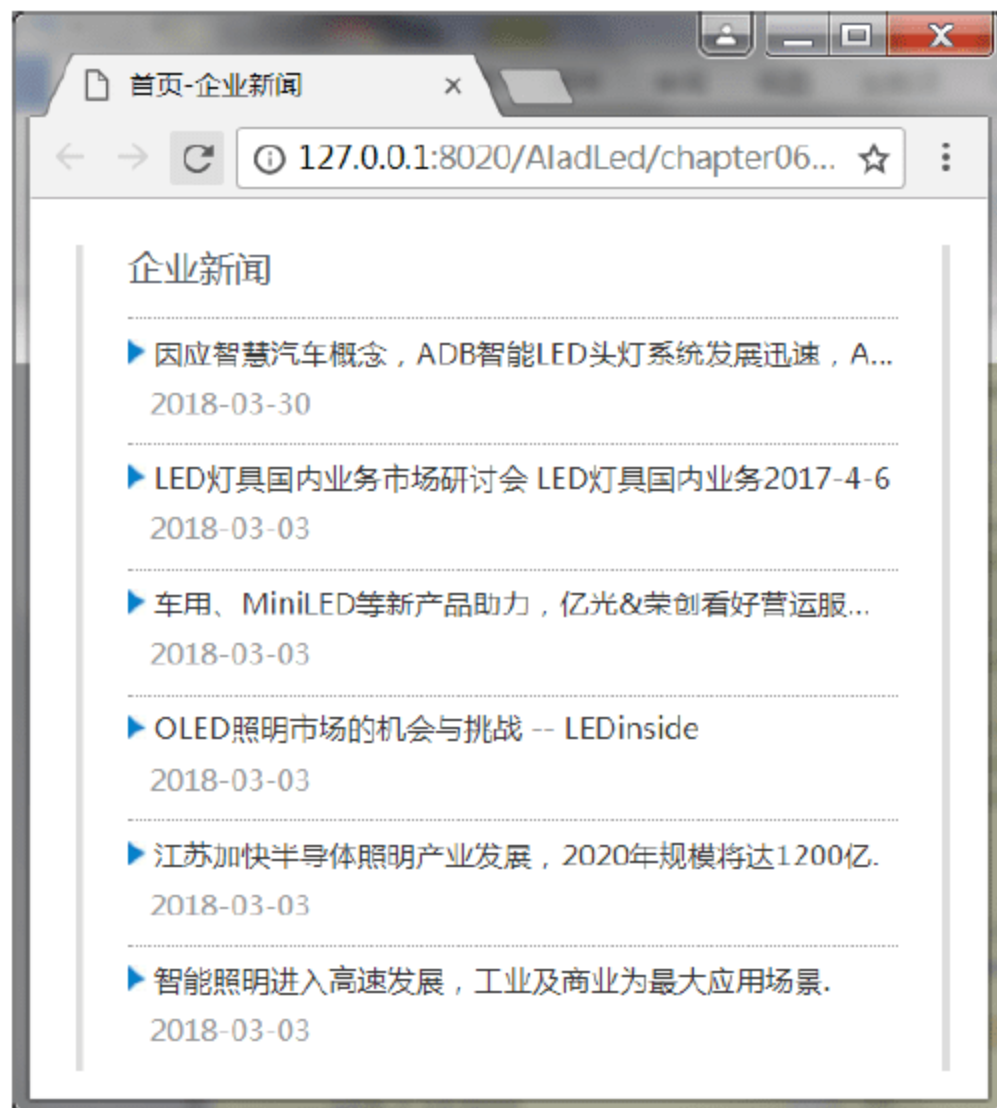 首页-企业新闻
127.0.0.1:8020/AladLed/chapter06...
企业新闻
因应智慧汽车概念，ADB智能LED头灯系统发展迅速，A...
2018-03-30
LED灯具国内业务市场研讨会 LED灯具国内业务2017-4-6
2018-03-03
车用、MiniLED等新产品助力，亿光&荣创看好营运服...
2018-03-03
OLED照明市场的机会与挑战 -- LEDinside
2018-03-03
江苏加快半导体照明产业发展，2020年规模将达1200亿.
2018-03-03
智能照明进入高速发展，工业及商业为最大应用场景.
2018-03-03